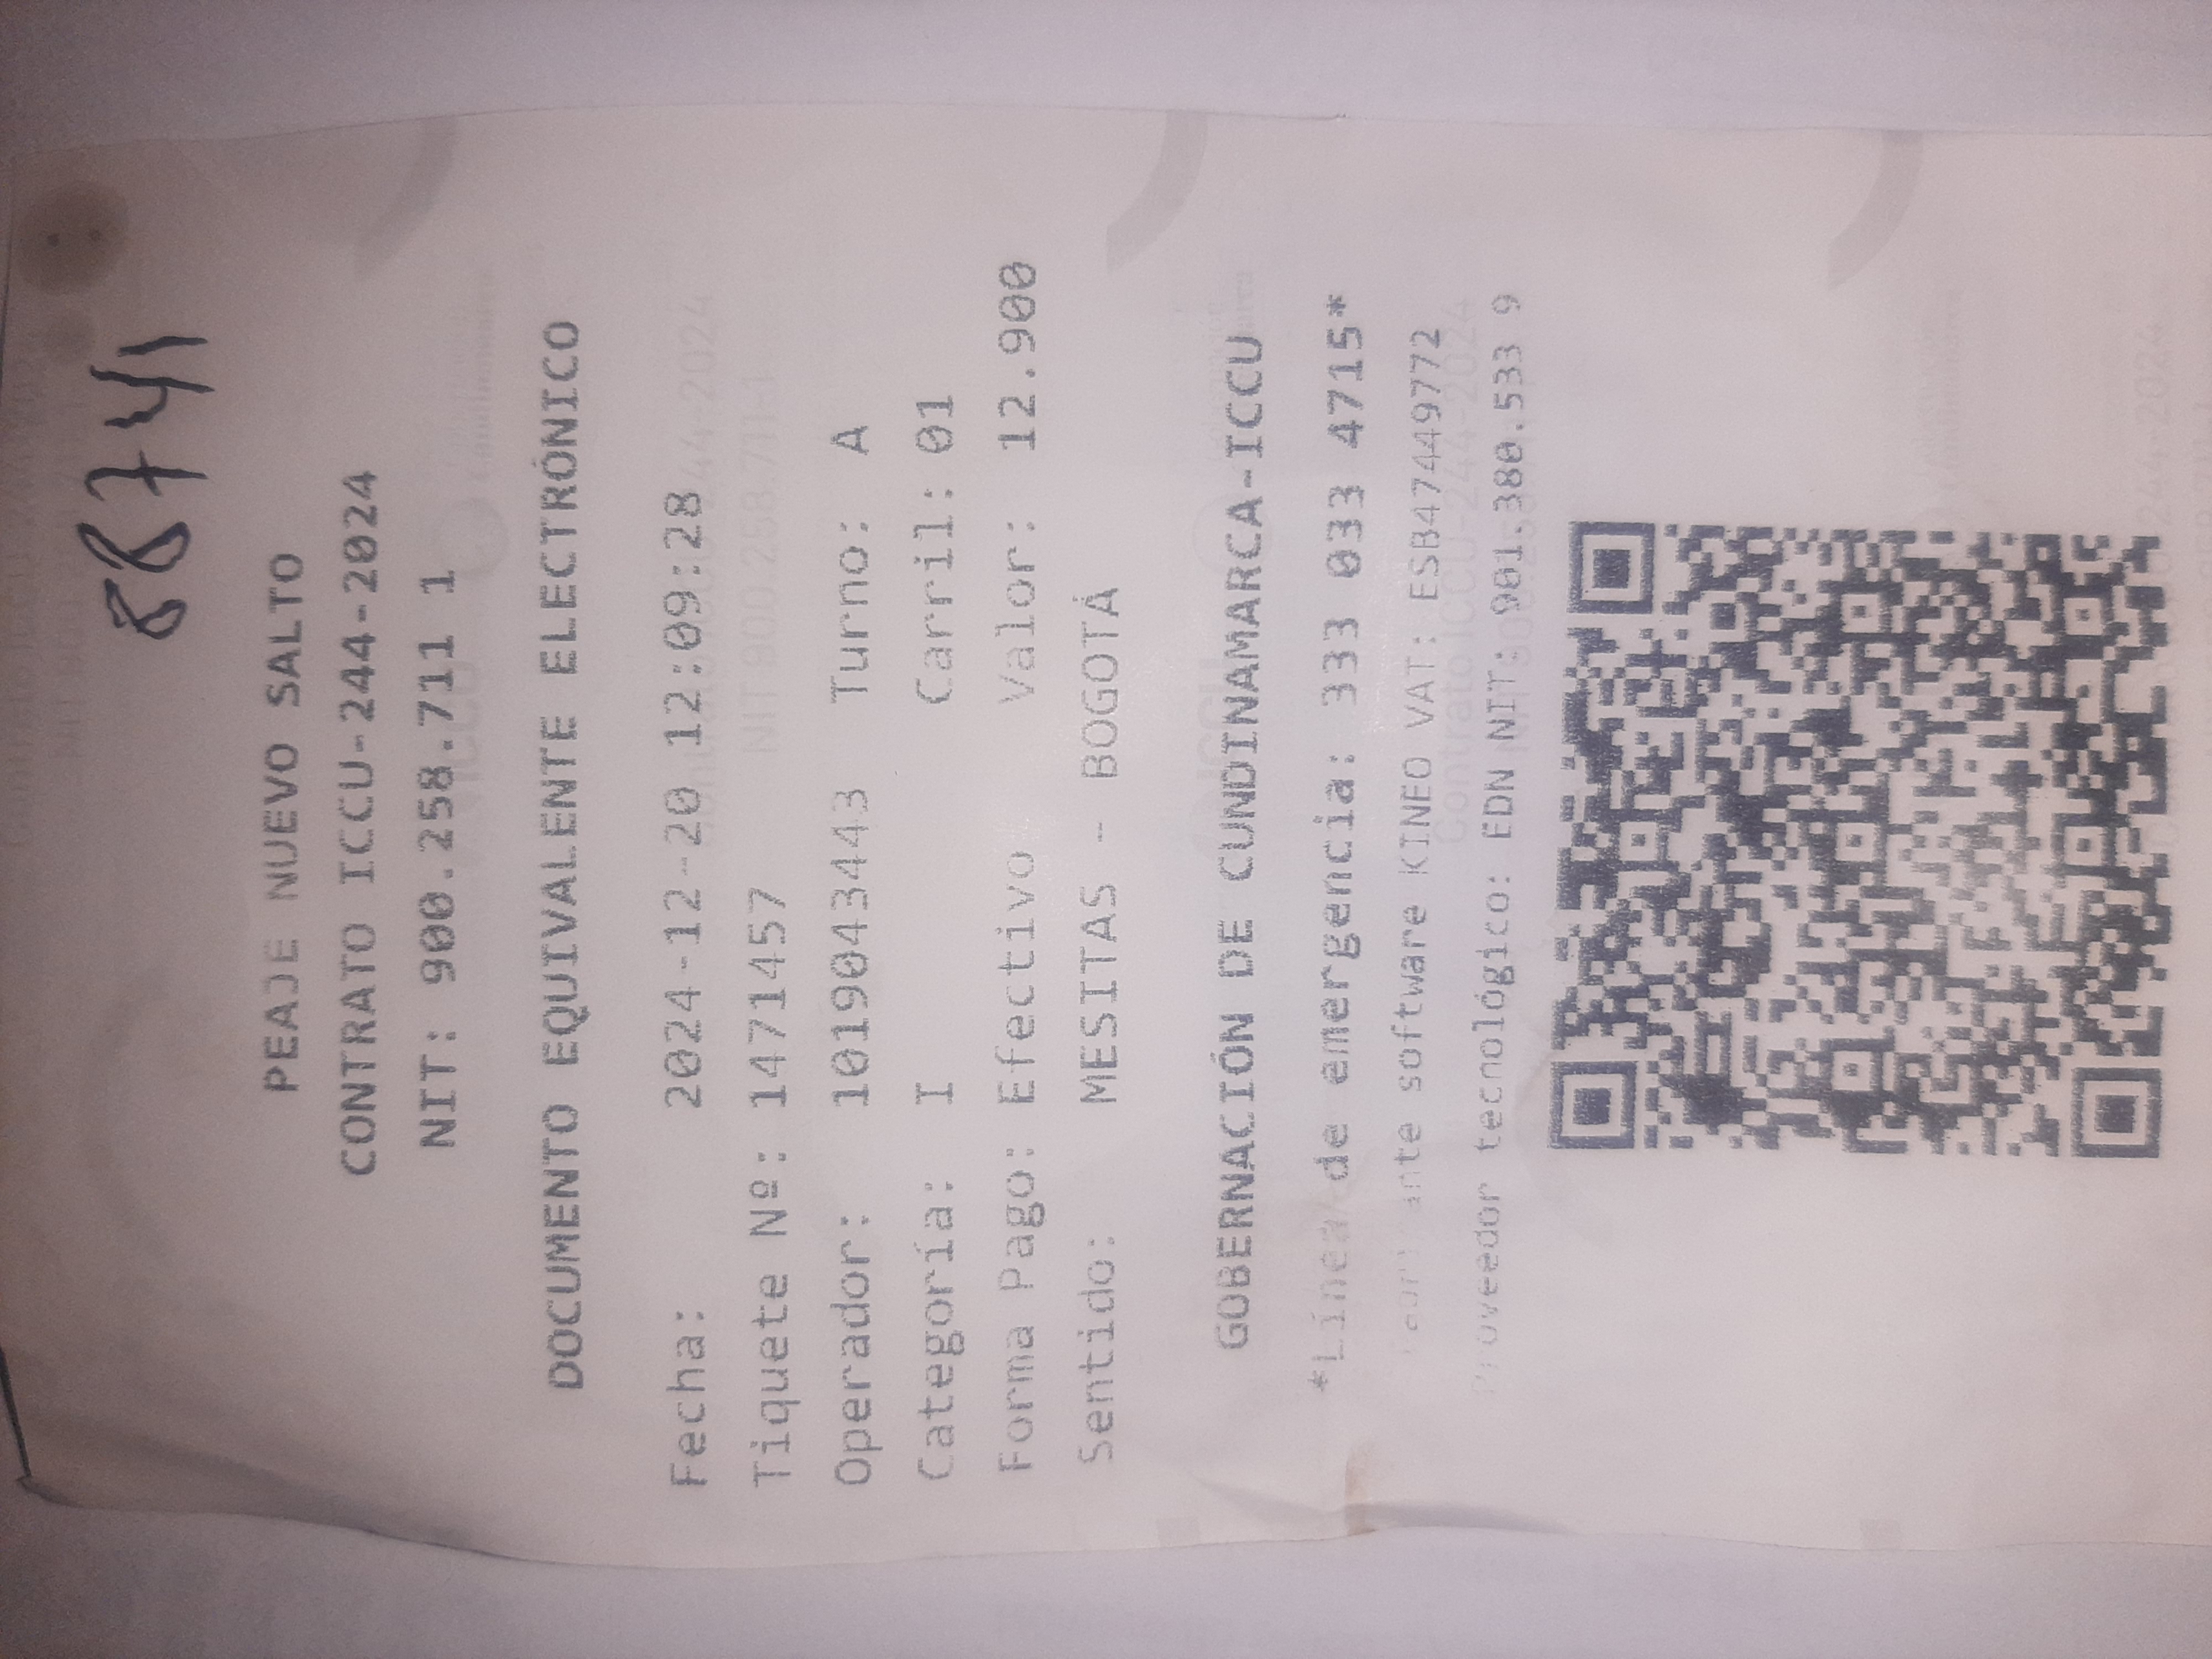 8874
PEAJE NUEVO SALTO
CONTRATO ICCU-244-2024
NIT: 900.258.711 1
DOCUMENTO EQUIVALENTE ELECTRÓNICO
Fecha: 2024-12-20 12:09:28
Tiquete Nº: 1471457
Operador: 1019043443 Turno: A
Categoría: I Carril: 01
Forma Pago: Efectivo Valor: 12.900
Sentido: MESITAS - BOGOTÁ
GOBERNACIÓN DE CUNDINAMARCA-ICCU
*Línea de emergencia: 333 033 4715*
software KINEO VAT: ESB47449772
Proveedor tecnológico: EDN NIT: 901.380.533 9